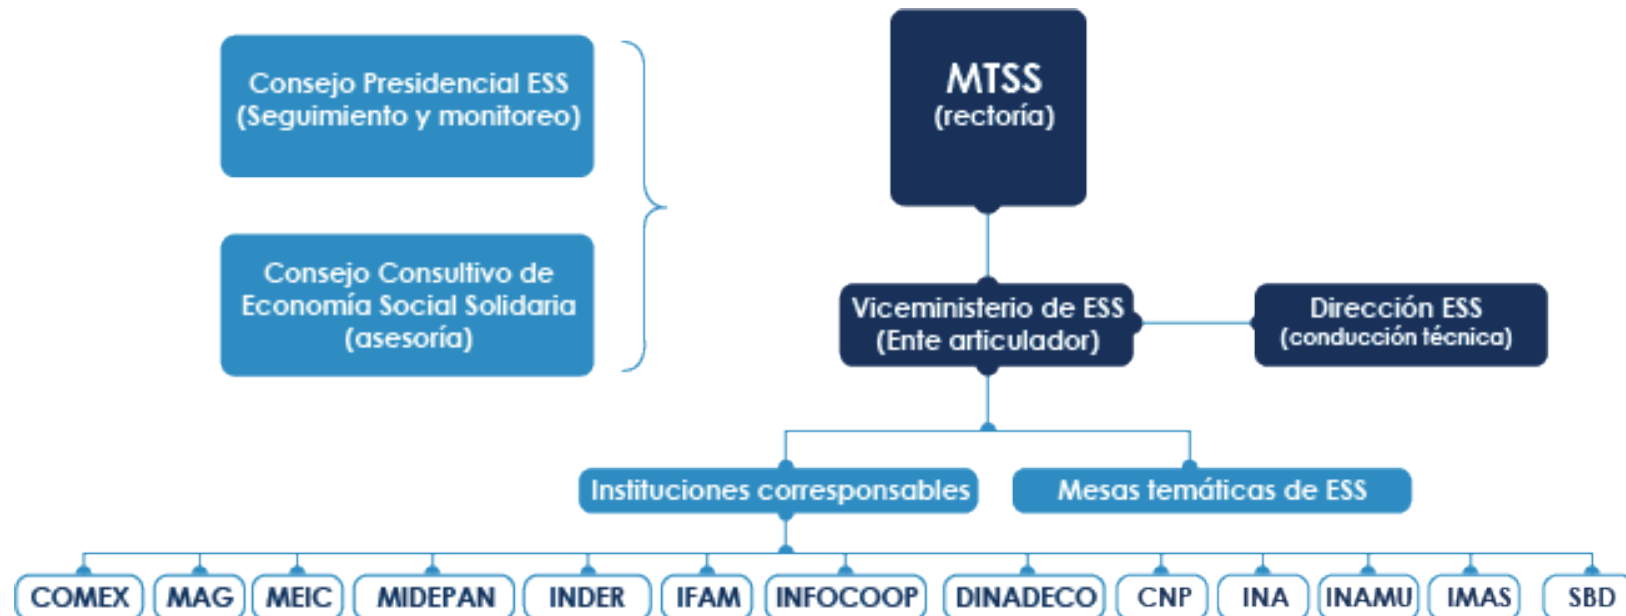 Consejo Presidencial ESS
(Seguimiento y monitoreo)
Consejo Consultivo de
Economía Social Solidaria
(asesoría)
MTSS
(rectoría)
Viceministerio de ESS
(Ente articulador)
Dirección ESS
(conducción técnica)
Instituciones corresponsables
Mesas temáticas de ESS
COMEX MAG MEIC MIDEPAN INDER IFAM INFOCOOP DINADECO CNP INA INAMU IMAS SBD